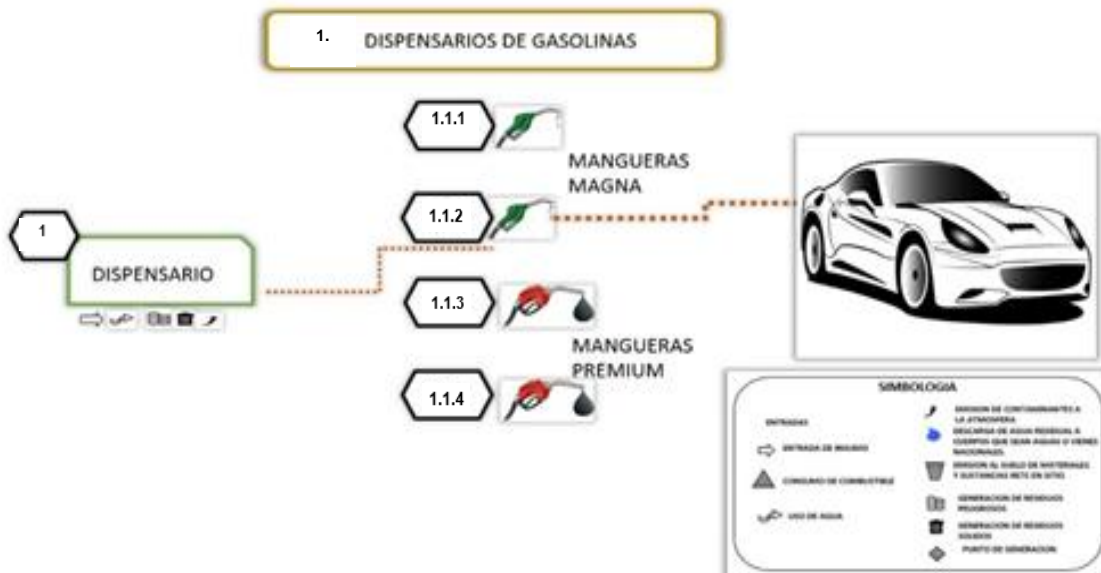 1. DISPENSARIOS DE GASOLINAS
1.1.1
MANGUERAS
MAGNA
1.1.2
1
DISPENSARIO
1.1.3
MANGUERAS
PREMIUM
1.1.4
SIMBOLOGIA
ENTRADAS
ENTRADA DE INSUMO
CONSUMO DE COMBUSTIBLE
USO DE AGUA
EMISION DE CONTAMINANTES A
LA ATMOSFERA
DESCARGA DE AGUA RESIDUAL A
CUERPOS QUE SEAN AGUAS O VIENES
NACIONALES.
EMISION AL SUELO DE MATERIALES
Y SUSTANCIAS RETS EN SITIO
GENERACION DE RESIDUOS
PELIGROSOS
GENERACION DE RESIDUOS
SOLIDOS
PUNTO DE GENERACION